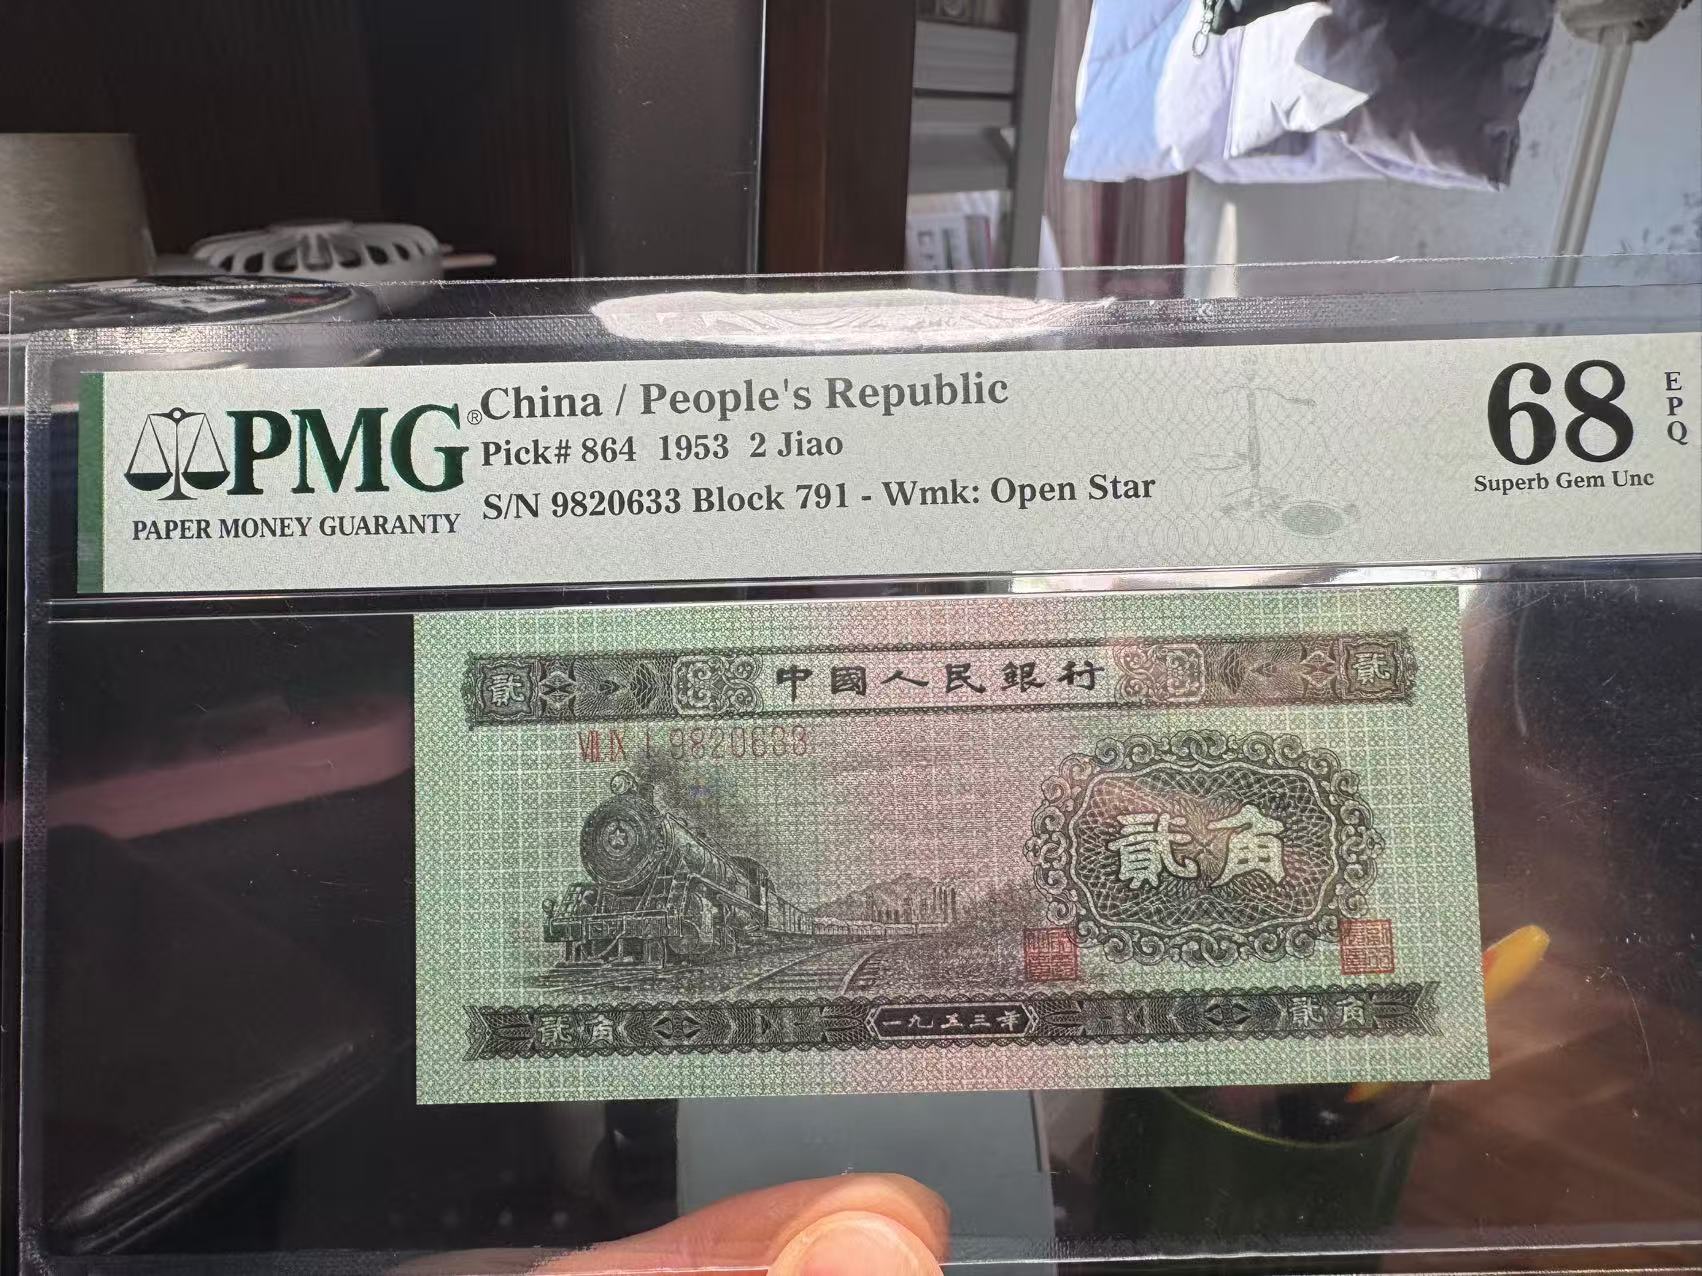 PMG®
PAPER MONEY GUARANTY
China / People's Republic
Pick# 864 1953 2 Jiao
S/N 9820633 Block 791 - Wmk: Open Star
68
EPQ
Superb Gem Unc
貳 中國人民銀行 貳
VII IX I 9820633
貳角
貳角 一九五三年 貳角